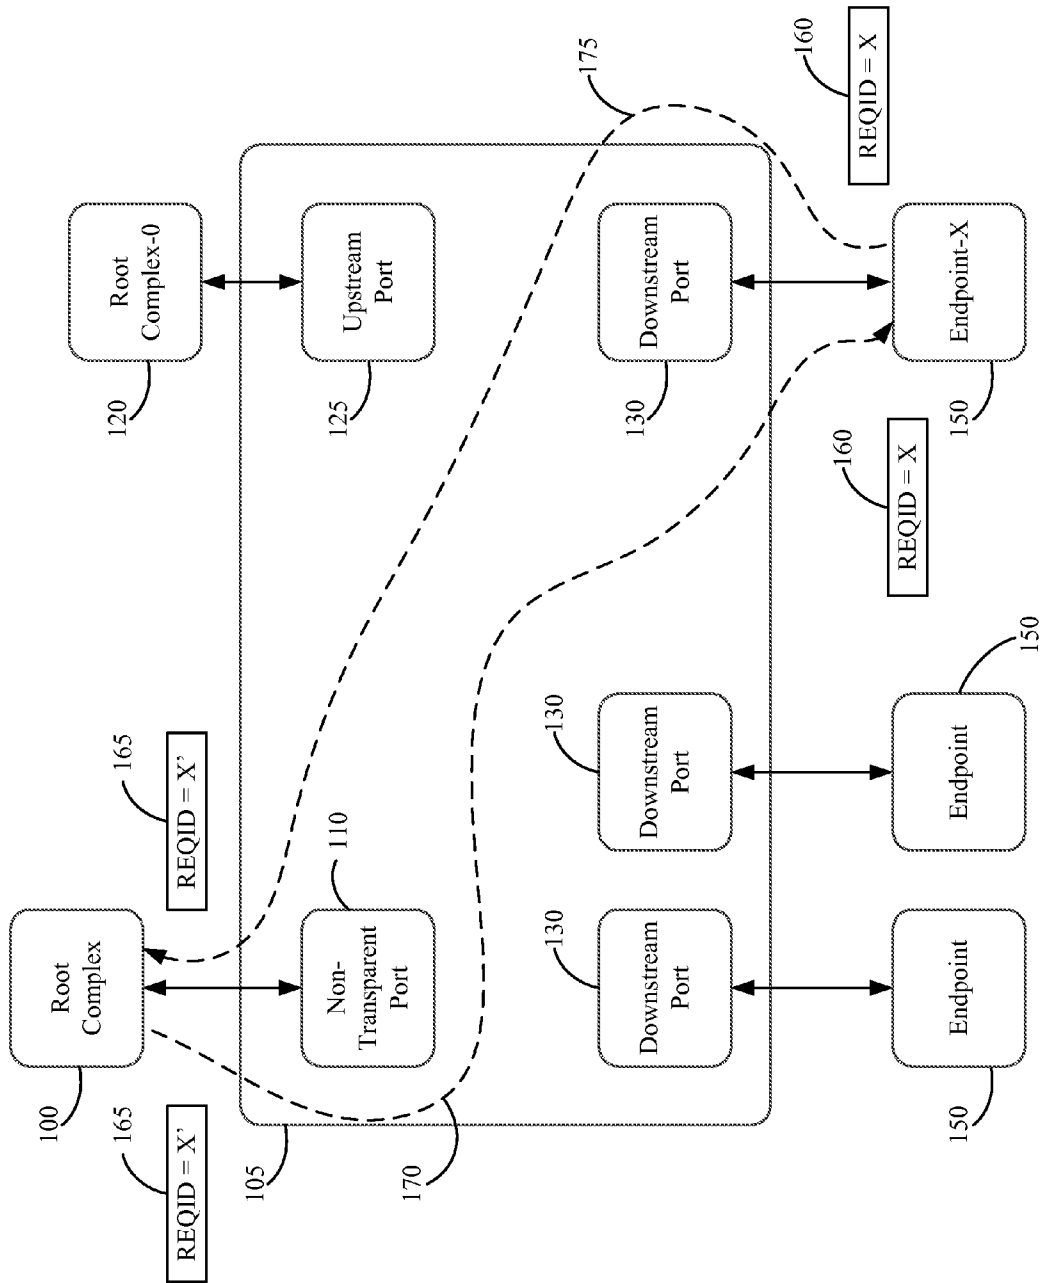 100
Root
Complex
165
REQID = X’
165
REQID = X’
120
Root
Complex-0
105
Non-
Transparent
Port
110
125
Upstream
Port
170
175
130
Downstream
Port
130
Downstream
Port
130
Downstream
Port
160
REQID = X
160
REQID = X
150
Endpoint
Endpoint
150
150
Endpoint-X